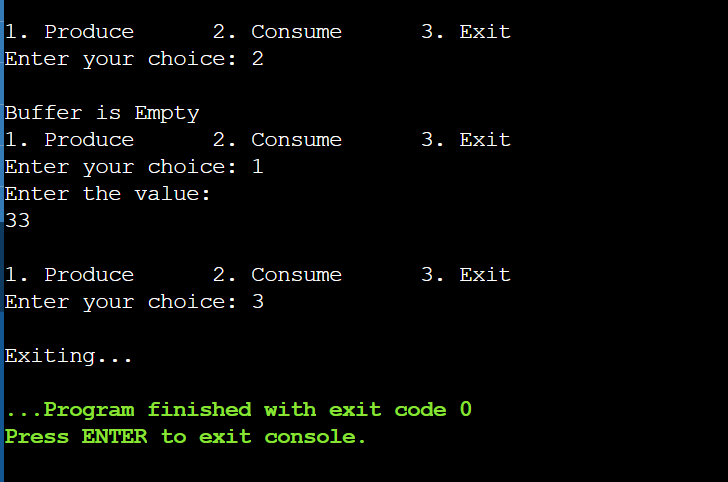 1. Produce      2. Consume      3. Exit
Enter your choice: 2
Buffer is Empty
1. Produce      2. Consume      3. Exit
Enter your choice: 1
Enter the value:
33
1. Produce      2. Consume      3. Exit
Enter your choice: 3
Exiting...
...Program finished with exit code 0
Press ENTER to exit console.